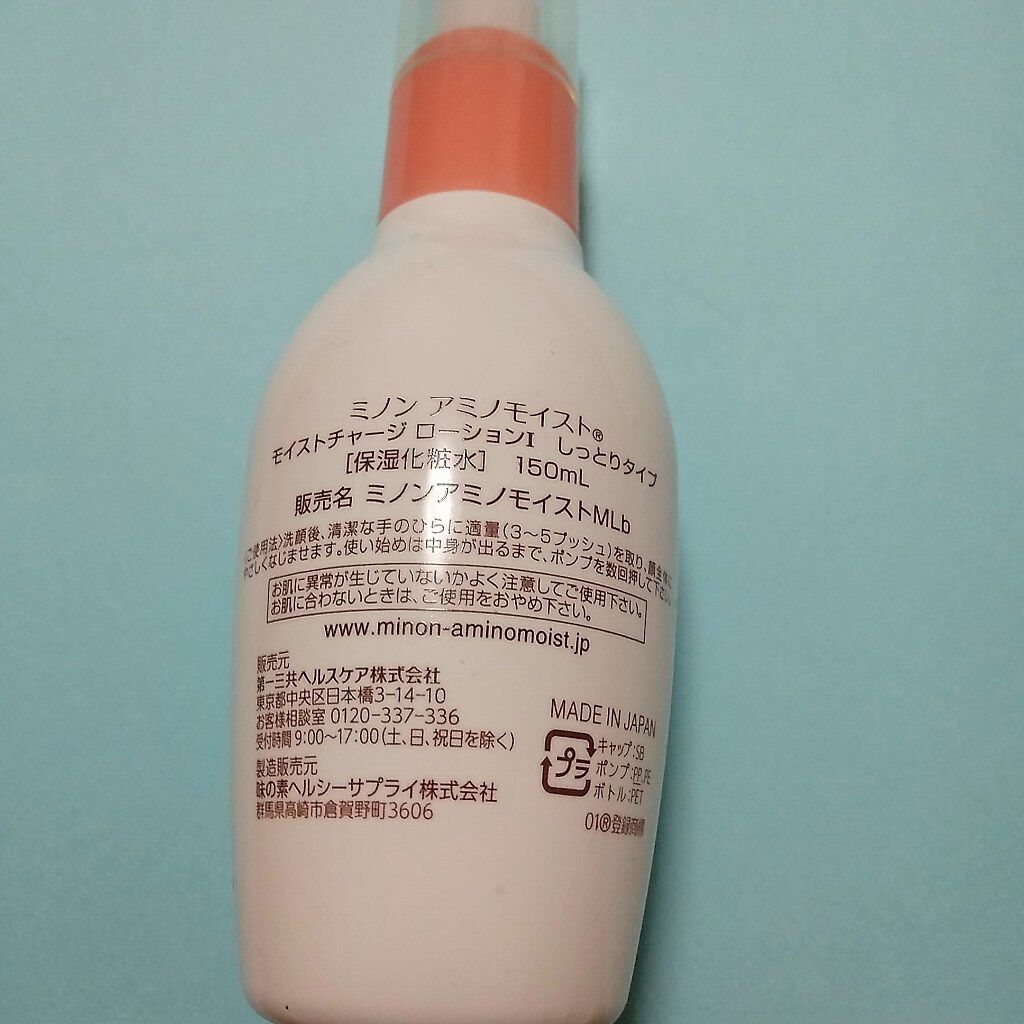 ミノン アミノモイスト®
モイストチャージ ローションI しっとりタイプ
[保湿化粧水] 150mL
販売名 ミノンアミノモイストMLb
ご使用法〉洗顔後、清潔な手のひらに適量(3〜5プッシュ)を取り、顔全体に
やさしくなじませます。使い始めは中身が出るまで、ポンプを数回押して下さい。
お肌に異常が生じていないかよく注意してご使用下さい。
お肌に合わないときは、ご使用をおやめ下さい。
www.minon-aminomoist.jp
販売元
第一三共ヘルスケア株式会社
東京都中央区日本橋3-14-10
お客様相談室 0120-337-336
受付時間 9:00〜17:00(土、日、祝日を除く)
製造販売元
味の素ヘルシーサプライ株式会社
群馬県高崎市倉賀野町3606
MADE IN JAPAN
プラ
キャップ:SB
ポンプ:PP,PE
ボトル:PET
01®登録商標